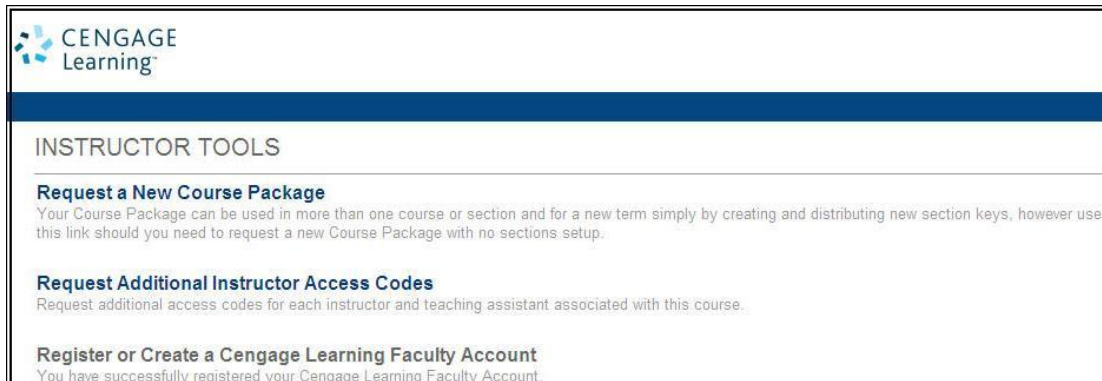 CENGAGE
Learning™
INSTRUCTOR TOOLS
Request a New Course Package
Your Course Package can be used in more than one course or section and for a new term simply by creating and distributing new section keys, however use
this link should you need to request a new Course Package with no sections setup.
Request Additional Instructor Access Codes
Request additional access codes for each instructor and teaching assistant associated with this course.
Register or Create a Cengage Learning Faculty Account
You have successfully registered your Cengage Learning Faculty Account.